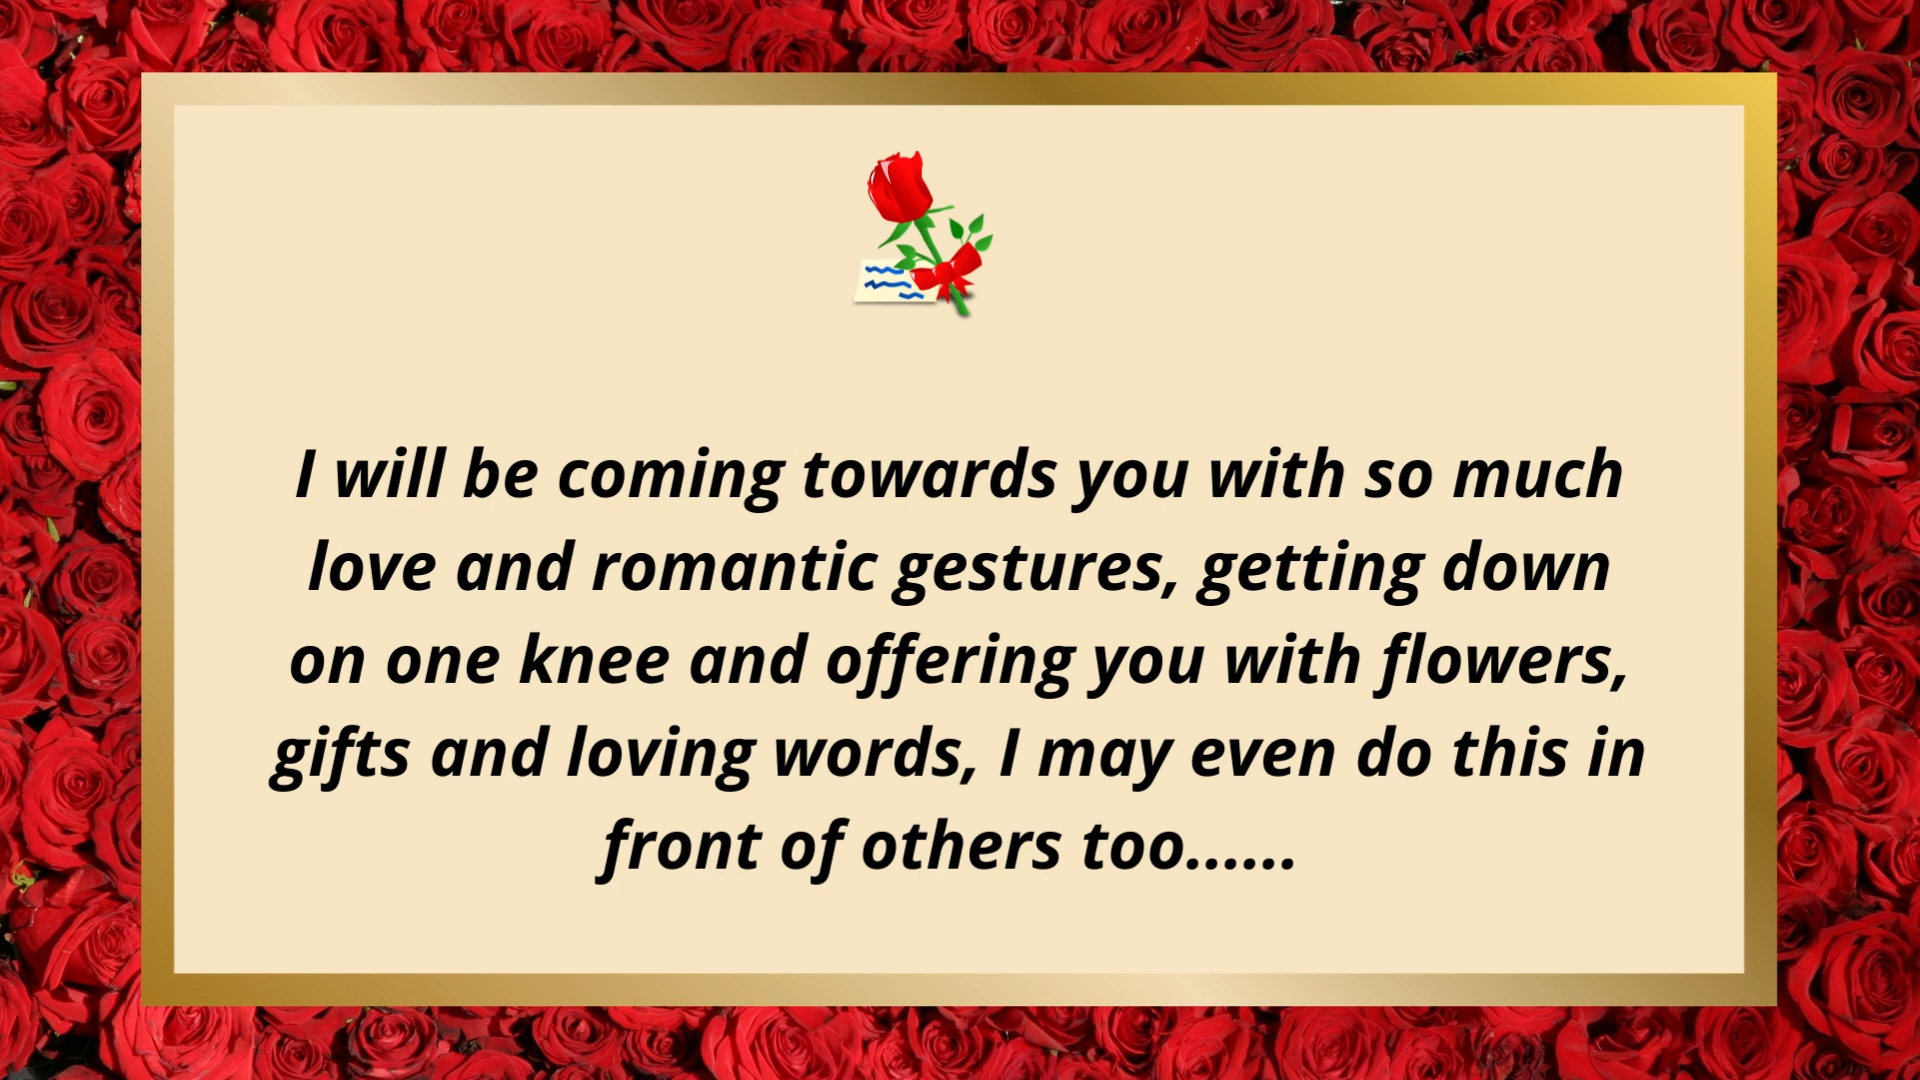 I will be coming towards you with so much
love and romantic gestures, getting down
on one knee and offering you with flowers,
gifts and loving words, I may even do this in
front of others too......